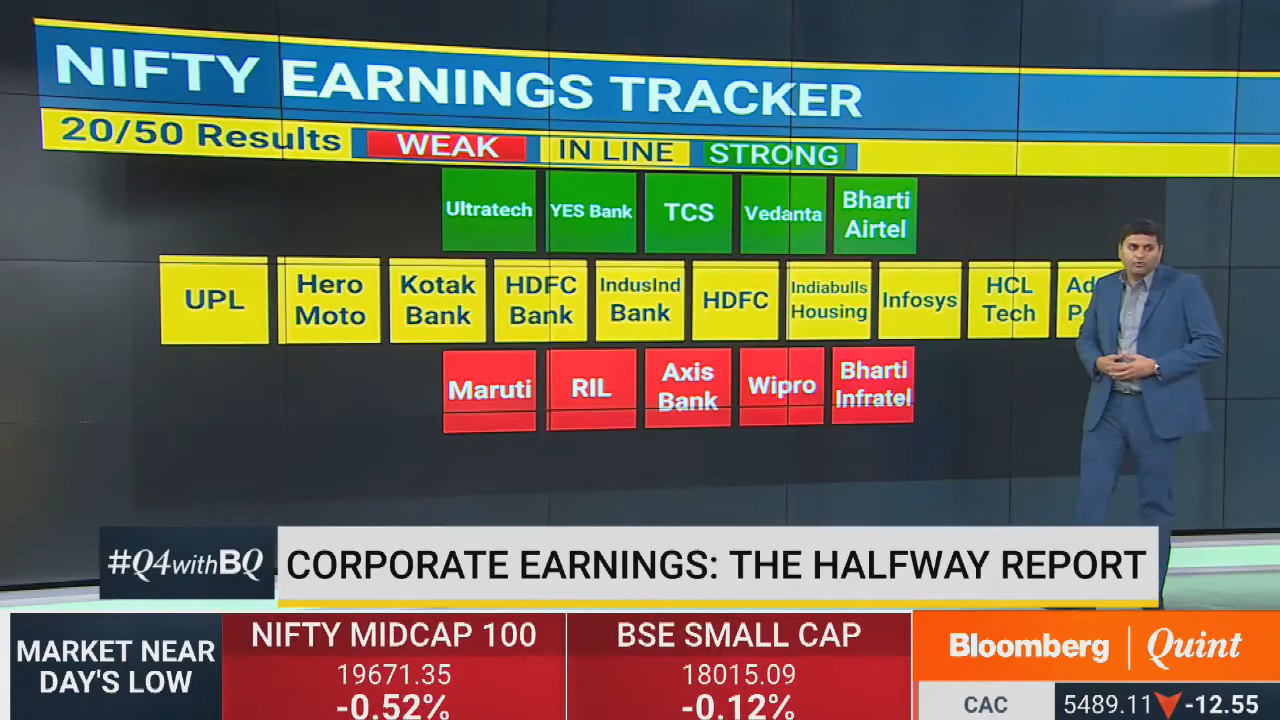 NIFTY EARNINGS TRACKER
20/50 Results WEAK IN LINE STRONG
Ultratech
YES Bank
TCS
Vedanta
Bharti
Airtel
UPL
Hero
Moto
Kotak
Bank
HDFC
Bank
IndusInd
Bank
HDFC
Indiabulls
Housing
Infosys
HCL
Tech
Maruti
RIL
Axis
Bank
Wipro
Bharti
Infratel
#Q4withBQ
CORPORATE EARNINGS: THE HALFWAY REPORT
MARKET NEAR
DAY'S LOW
NIFTY MIDCAP 100
19671.35
-0.52%
BSE SMALL CAP
18015.09
-0.12%
Bloomberg | Quint
CAC 5489.11 -12.55